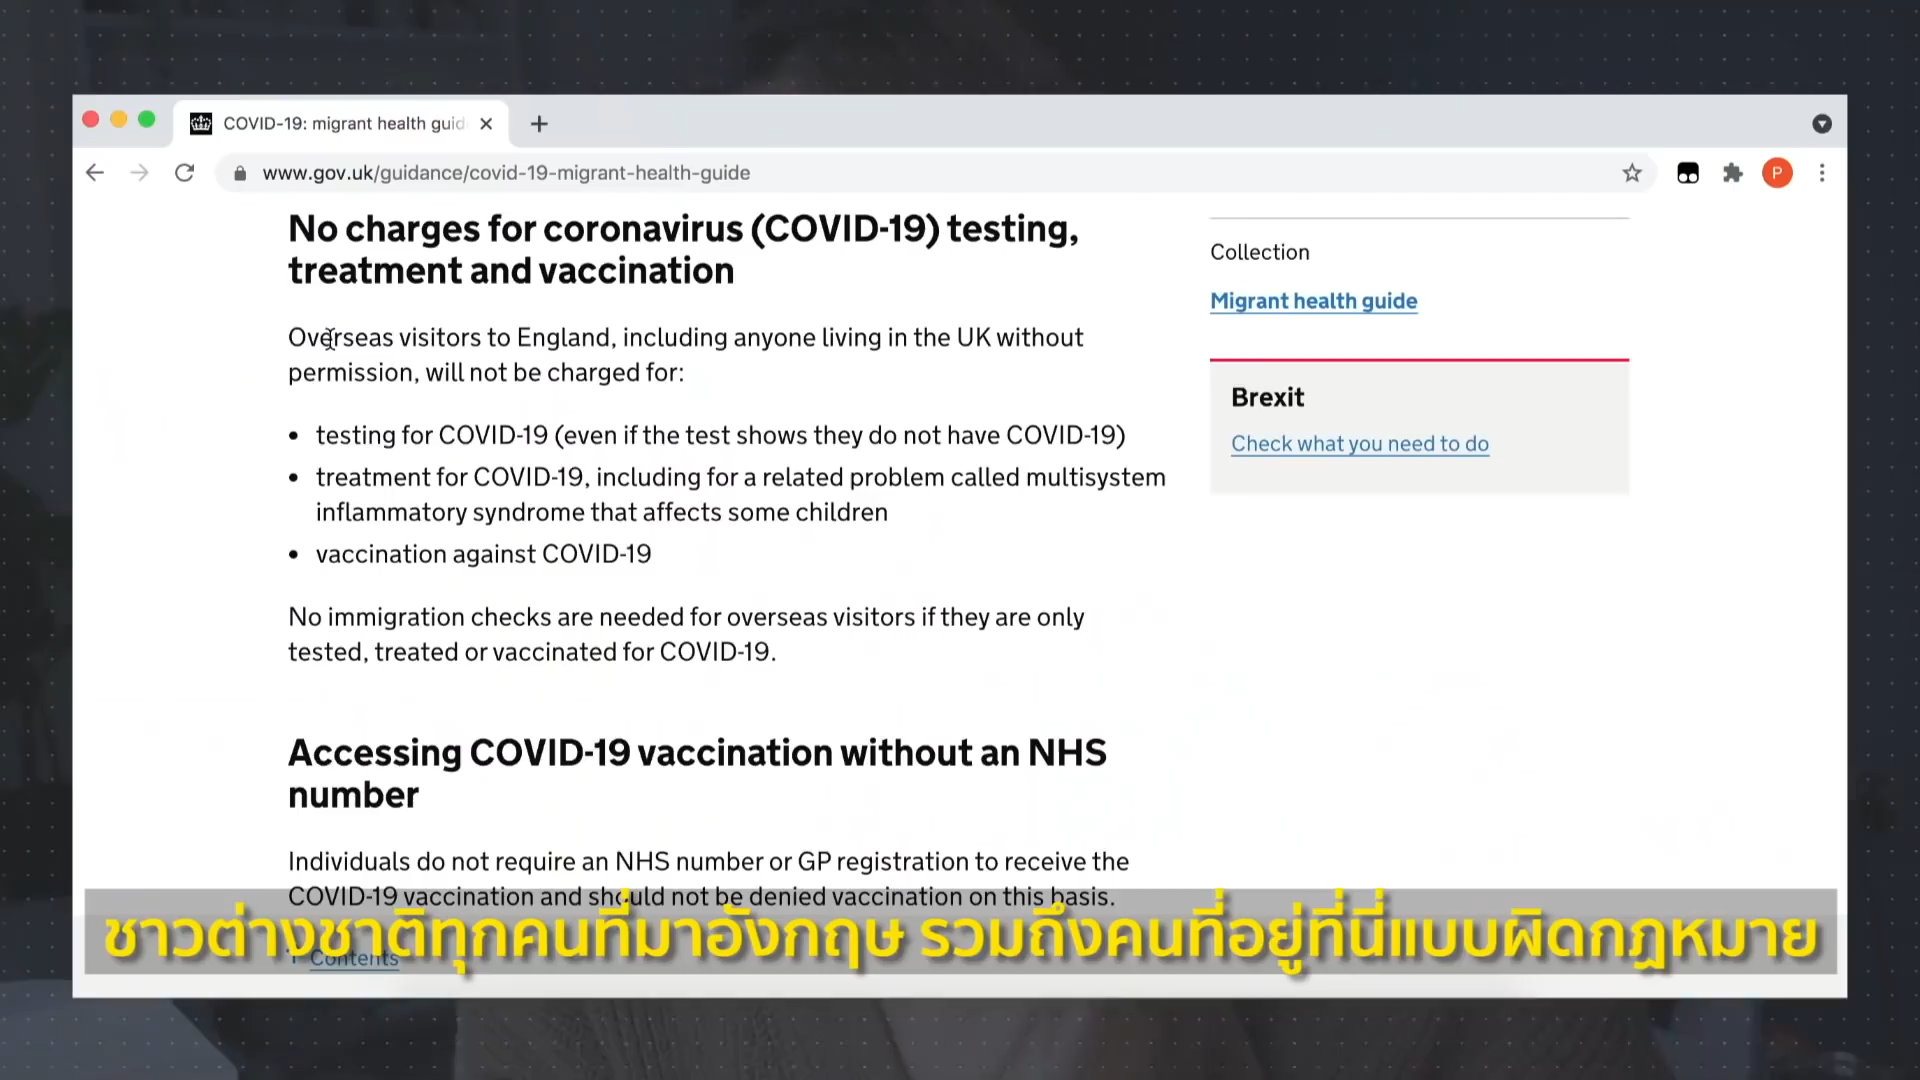 COVID-19: migrant health guid
www.gov.uk/guidance/covid-19-migrant-health-guide
P
No charges for coronavirus (COVID-19) testing,
treatment and vaccination
Overseas visitors to England, including anyone living in the UK without
permission, will not be charged for:
• testing for COVID-19 (even if the test shows they do not have COVID-19)
• treatment for COVID-19, including for a related problem called multisystem
inflammatory syndrome that affects some children
• vaccination against COVID-19
No immigration checks are needed for overseas visitors if they are only
tested, treated or vaccinated for COVID-19.
Accessing COVID-19 vaccination without an NHS
number
Individuals do not require an NHS number or GP registration to receive the
COVID-19 vaccination and should not be denied vaccination on this basis.
Contents
Collection
Migrant health guide
Brexit
Check what you need to do
ชาวต่างชาติทุกคนที่มาอังกฤษ รวมถึงคนที่อยู่ที่นี่แบบผิดกฎหมาย